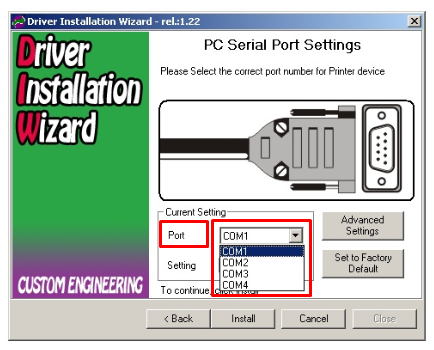 Driver Installation Wizard - rel.:1.22
Driver
Installation
Wizard
PC Serial Port Settings
Please Select the correct port number for Printer device
Current Setting
Port
COM1
COM1
COM2
COM3
COM4
Setting
Advanced
Settings
Set to Factory
Default
To continue, click Install
CUSTOM ENGINEERING
< Back
Install
Cancel
Close